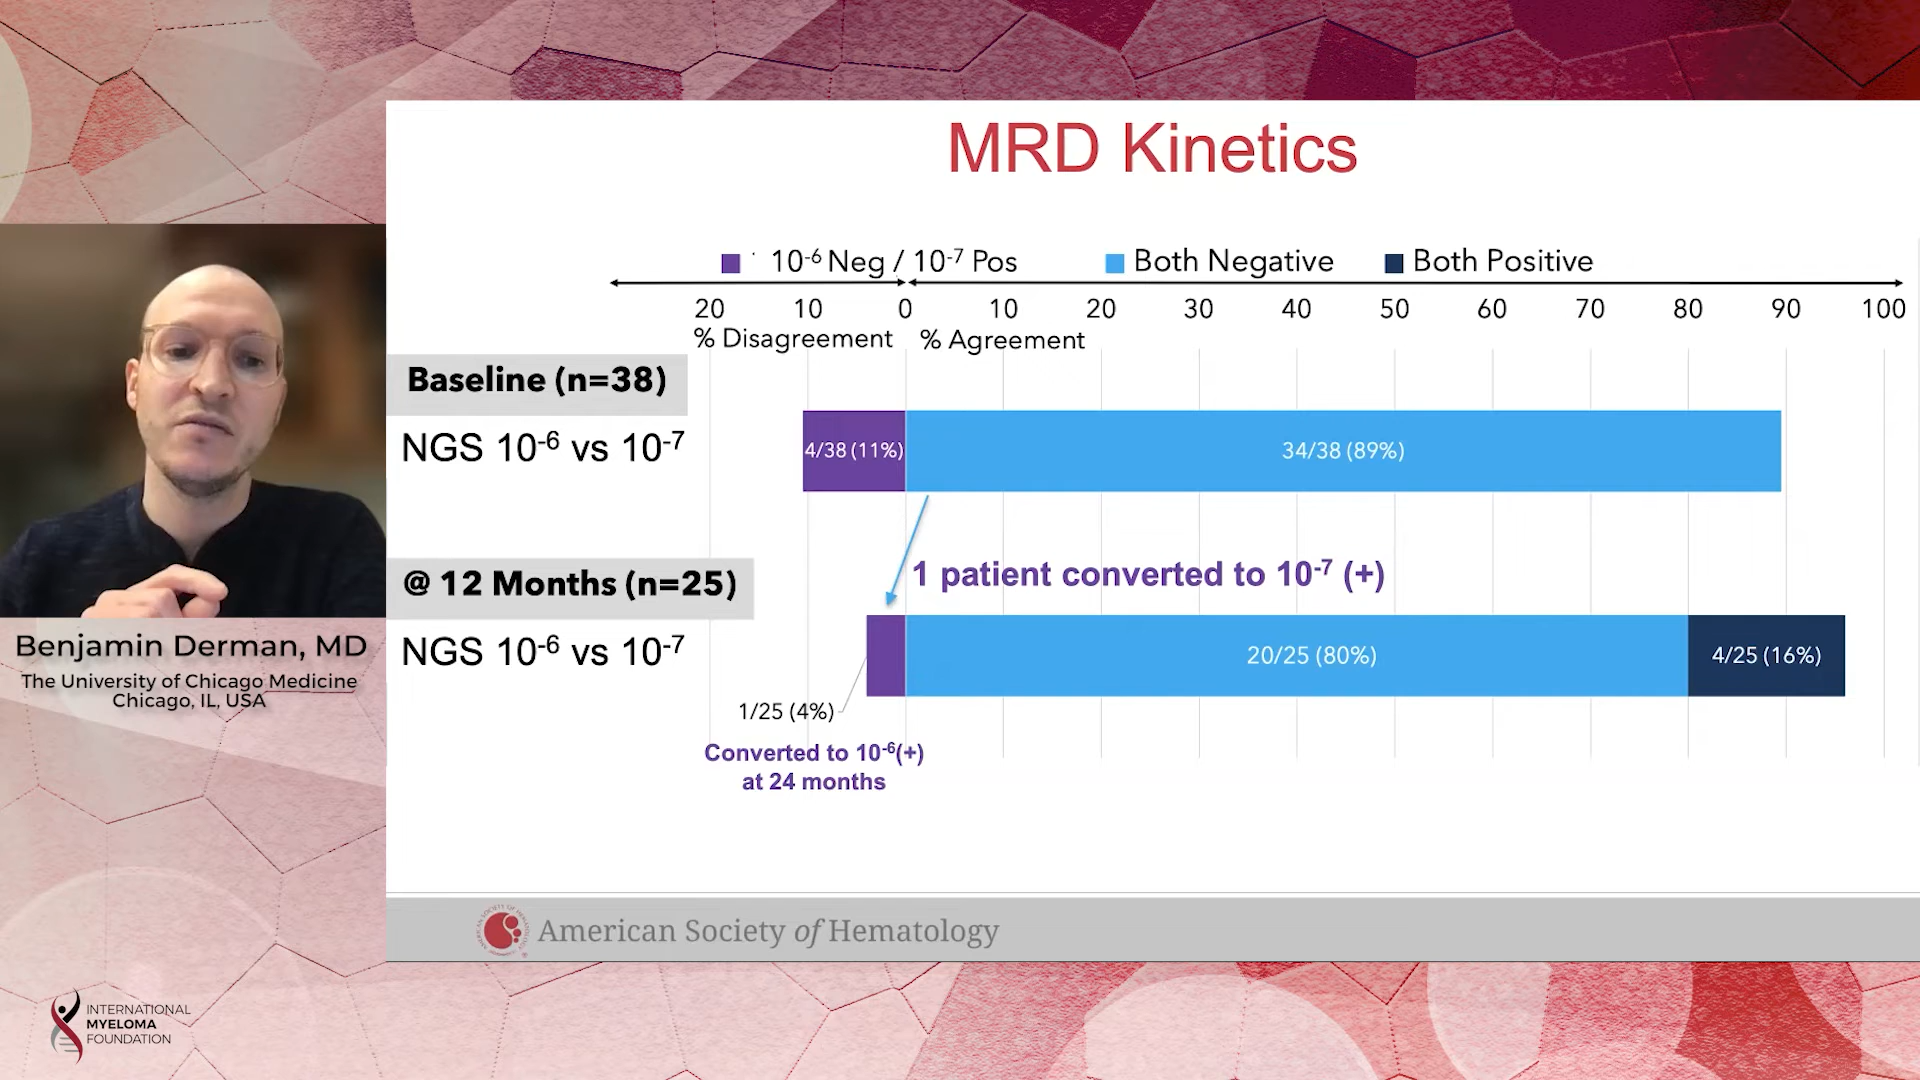 MRD Kinetics
10⁻⁶ Neg / 10⁻⁷ Pos Both Negative Both Positive
20 10 0 10 20 30 40 50 60 70 80 90 100
% Disagreement % Agreement
Baseline (n=38)
NGS 10⁻⁶ vs 10⁻⁷
4/38 (11%) 34/38 (89%)
1 patient converted to 10⁻⁷ (+)
@ 12 Months (n=25)
NGS 10⁻⁶ vs 10⁻⁷
20/25 (80%) 4/25 (16%)
1/25 (4%)
Converted to 10⁻⁶(+)
at 24 months
Benjamin Derman, MD
The University of Chicago Medicine
Chicago, IL, USA
American Society of Hematology
INTERNATIONAL
MYELOMA
FOUNDATION